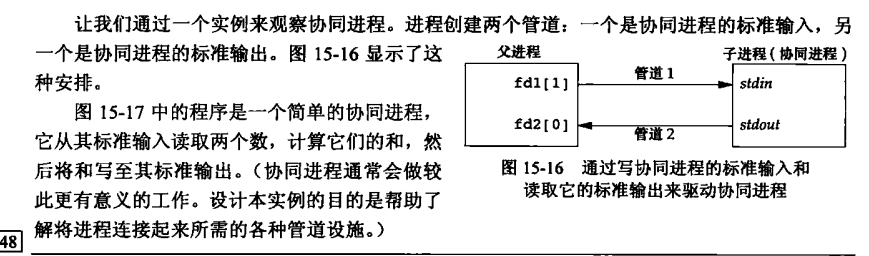 让我们通过一个实例来观察协同进程。进程创建两个管道：一个是协同进程的标准输入，另
一个是协同进程的标准输出。图 15-16 显示了这
种安排。
图 15-17 中的程序是一个简单的协同进程，
它从其标准输入读取两个数，计算它们的和，然
后将和写至其标准输出。（协同进程通常会做较
此更有意义的工作。设计本实例的目的是帮助了
解将进程连接起来所需的各种管道设施。）
48
父进程
子进程（协同进程）
fd1[1]
管道 1
stdin
fd2[0]
管道 2
stdout
图 15-16 通过写协同进程的标准输入和
读取它的标准输出来驱动协同进程